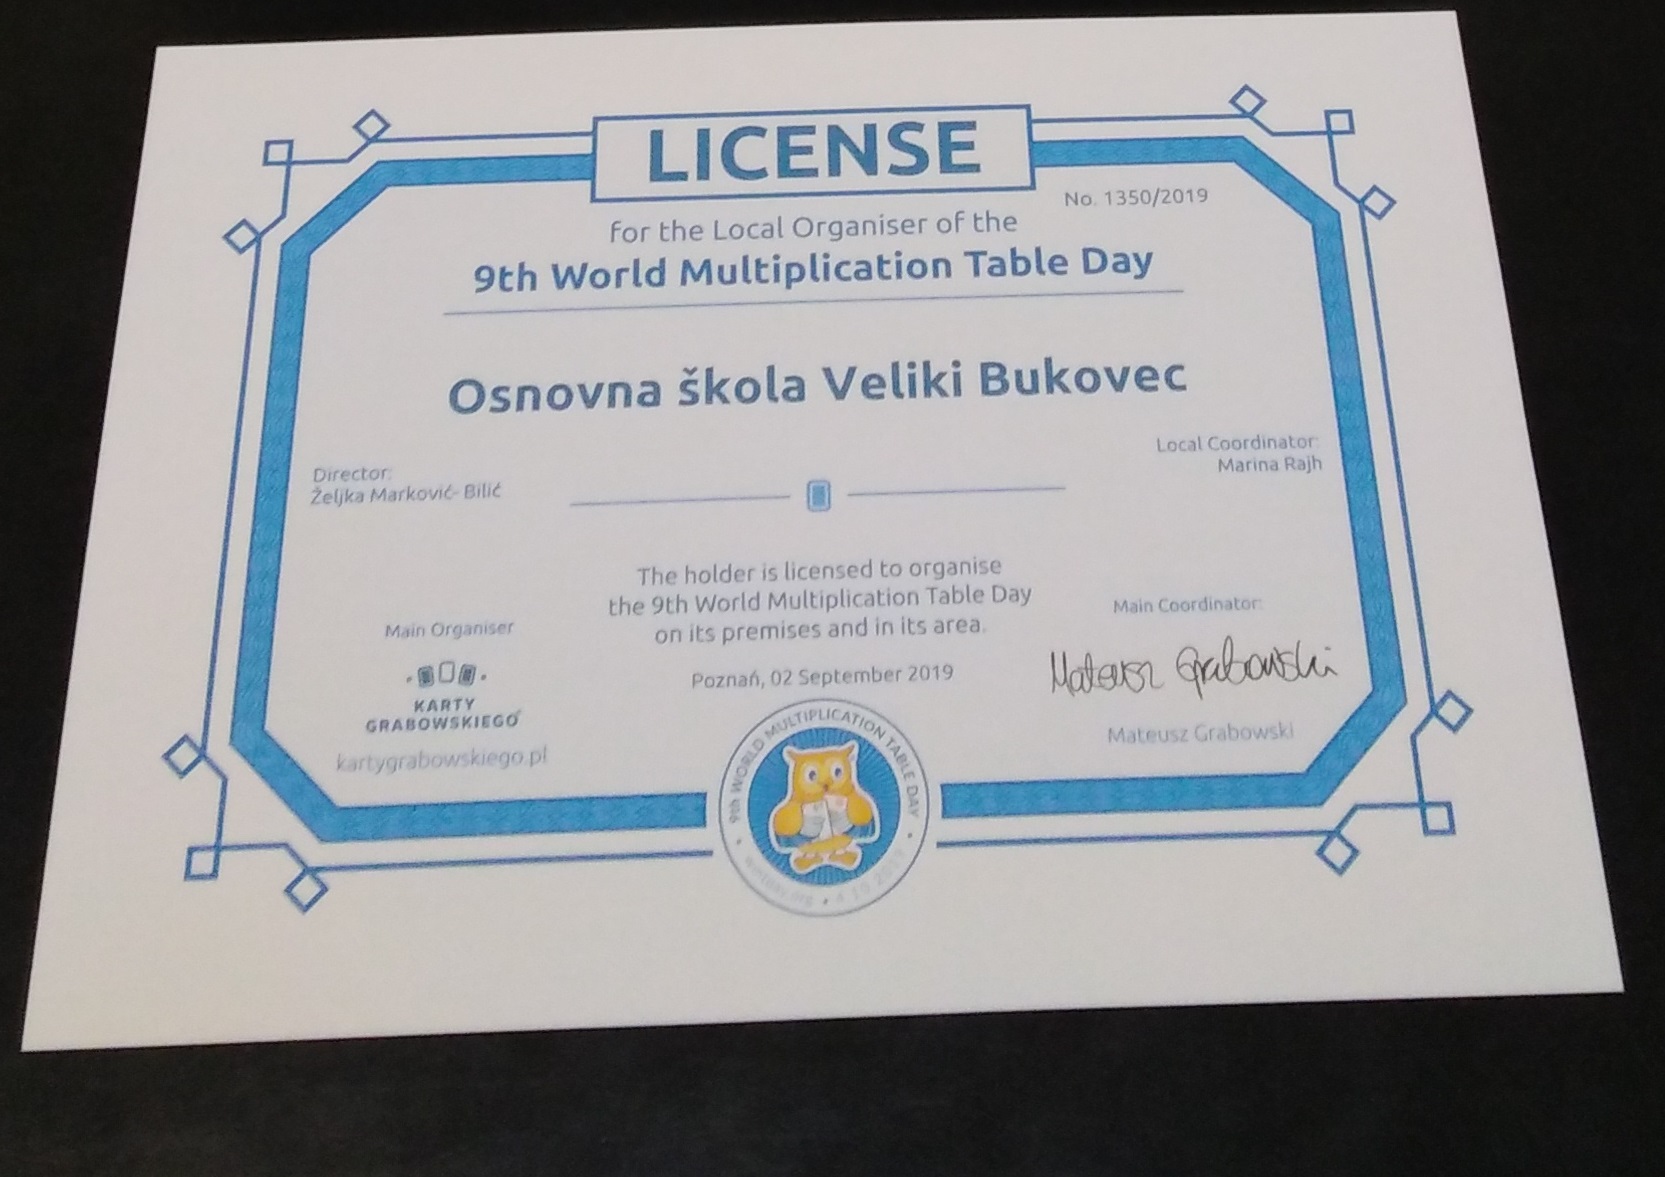 LICENSE
No. 1350/2019
for the Local Organiser of the
9th World Multiplication Table Day
Osnovna škola Veliki Bukovec
Local Coordinator:
Marina Rajh
Director:
Željka Marković- Bilić
The holder is licensed to organise
the 9th World Multiplication Table Day
on its premises and in its area.
Poznań, 02 September 2019
Main Organiser
KARTY
GRABOWSKIEGO
kartygrabowskiego.pl
Main Coordinator:
Mateusz Grabowski
Mateusz Grabowski
9th WORLD MULTIPLICATION TABLE DAY